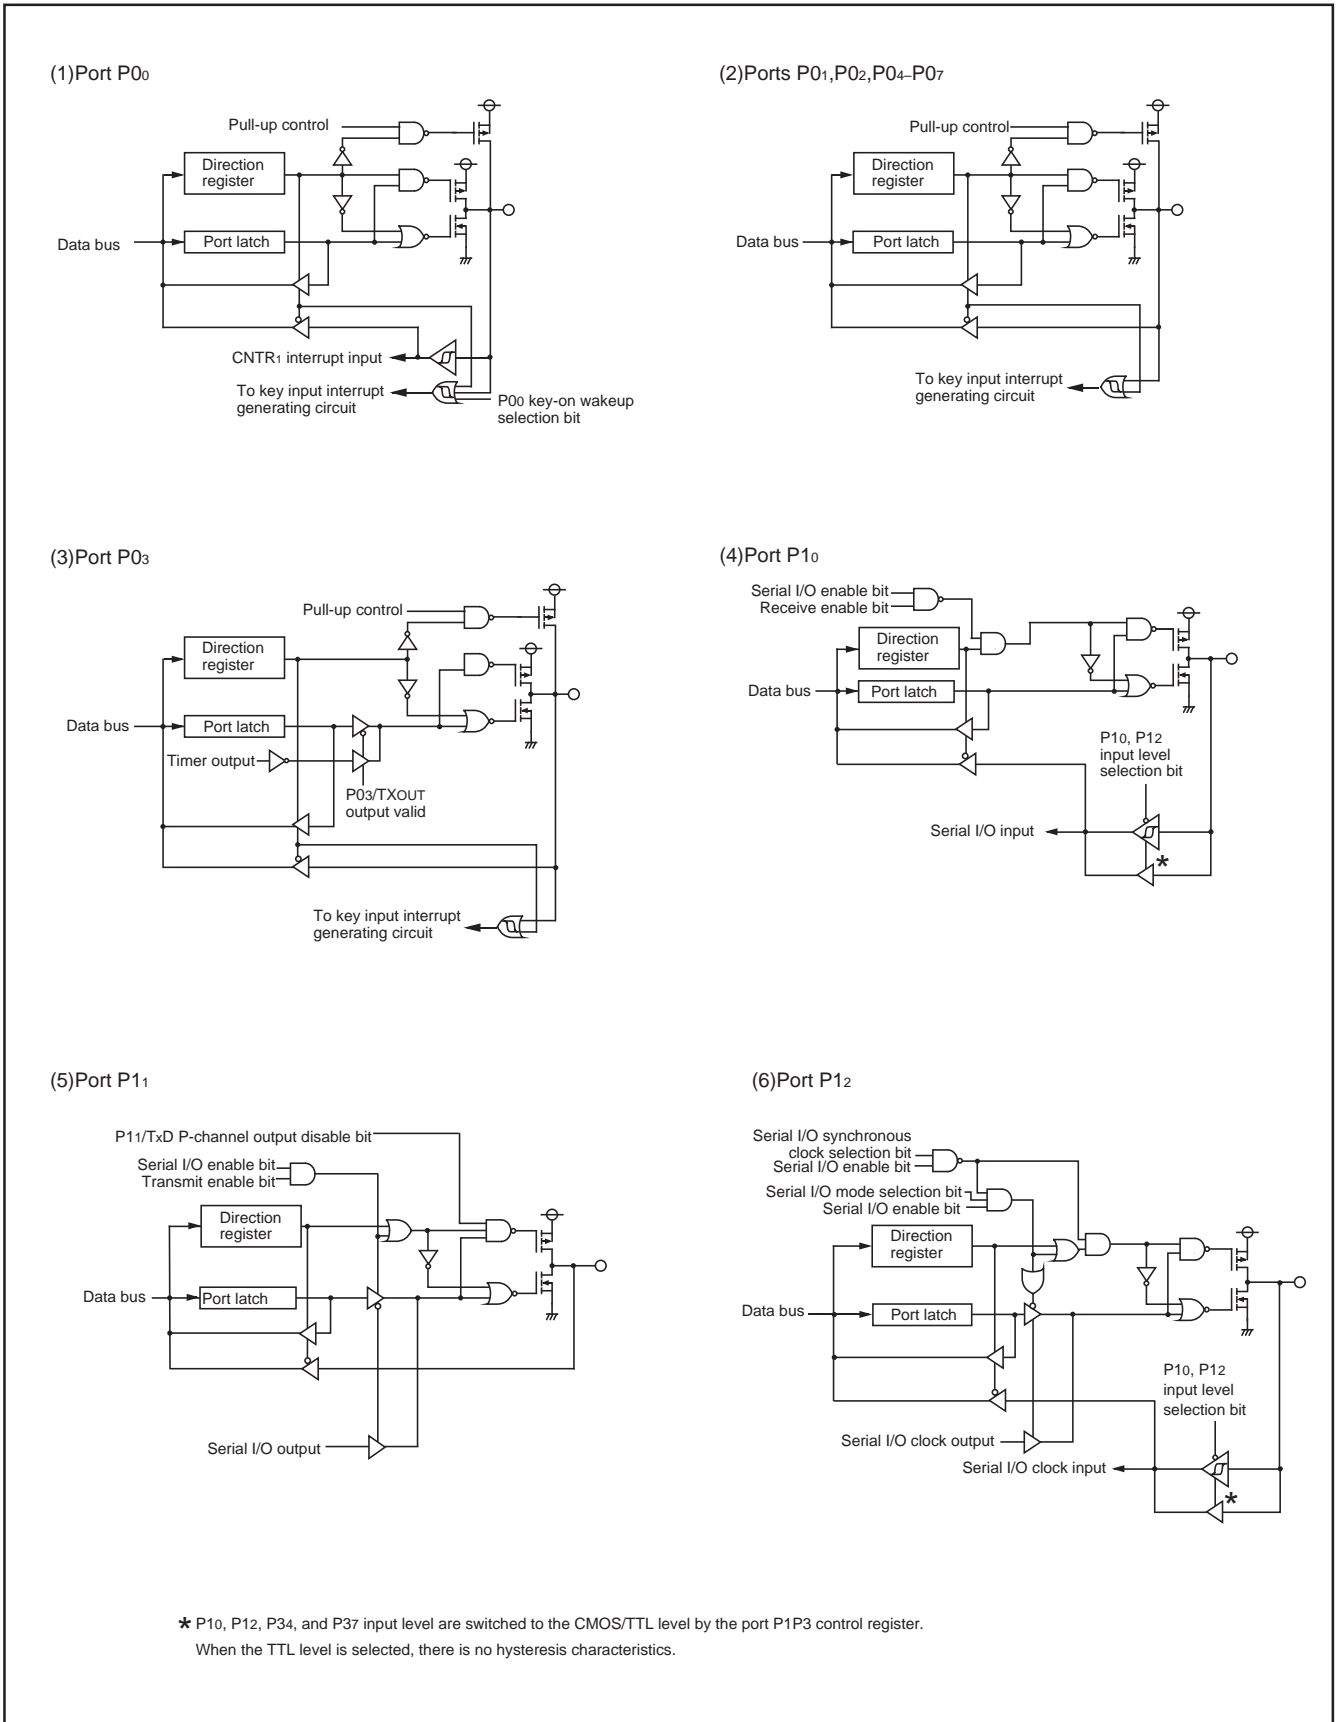 (1)Port P00
Pull-up control
Direction
register
Data bus
Port latch
CNTR1 interrupt input
To key input interrupt
generating circuit
P00 key-on wakeup
selection bit
(2)Ports P01,P02,P04–P07
Pull-up control
Direction
register
Data bus
Port latch
To key input interrupt
generating circuit
(3)Port P03
Pull-up control
Direction
register
Data bus
Port latch
Timer output
P03/TXOUT
output valid
To key input interrupt
generating circuit
(4)Port P10
Serial I/O enable bit
Receive enable bit
Direction
register
Data bus
Port latch
P10, P12
input level
selection bit
Serial I/O input
*
(5)Port P11
P11/TxD P-channel output disable bit
Serial I/O enable bit
Transmit enable bit
Direction
register
Data bus
Port latch
Serial I/O output
(6)Port P12
Serial I/O synchronous
clock selection bit
Serial I/O enable bit
Serial I/O mode selection bit
Serial I/O enable bit
Direction
register
Data bus
Port latch
P10, P12
input level
selection bit
Serial I/O clock output
Serial I/O clock input
*
* P10, P12, P34, and P37 input level are switched to the CMOS/TTL level by the port P1P3 control register.
When the TTL level is selected, there is no hysteresis characteristics.